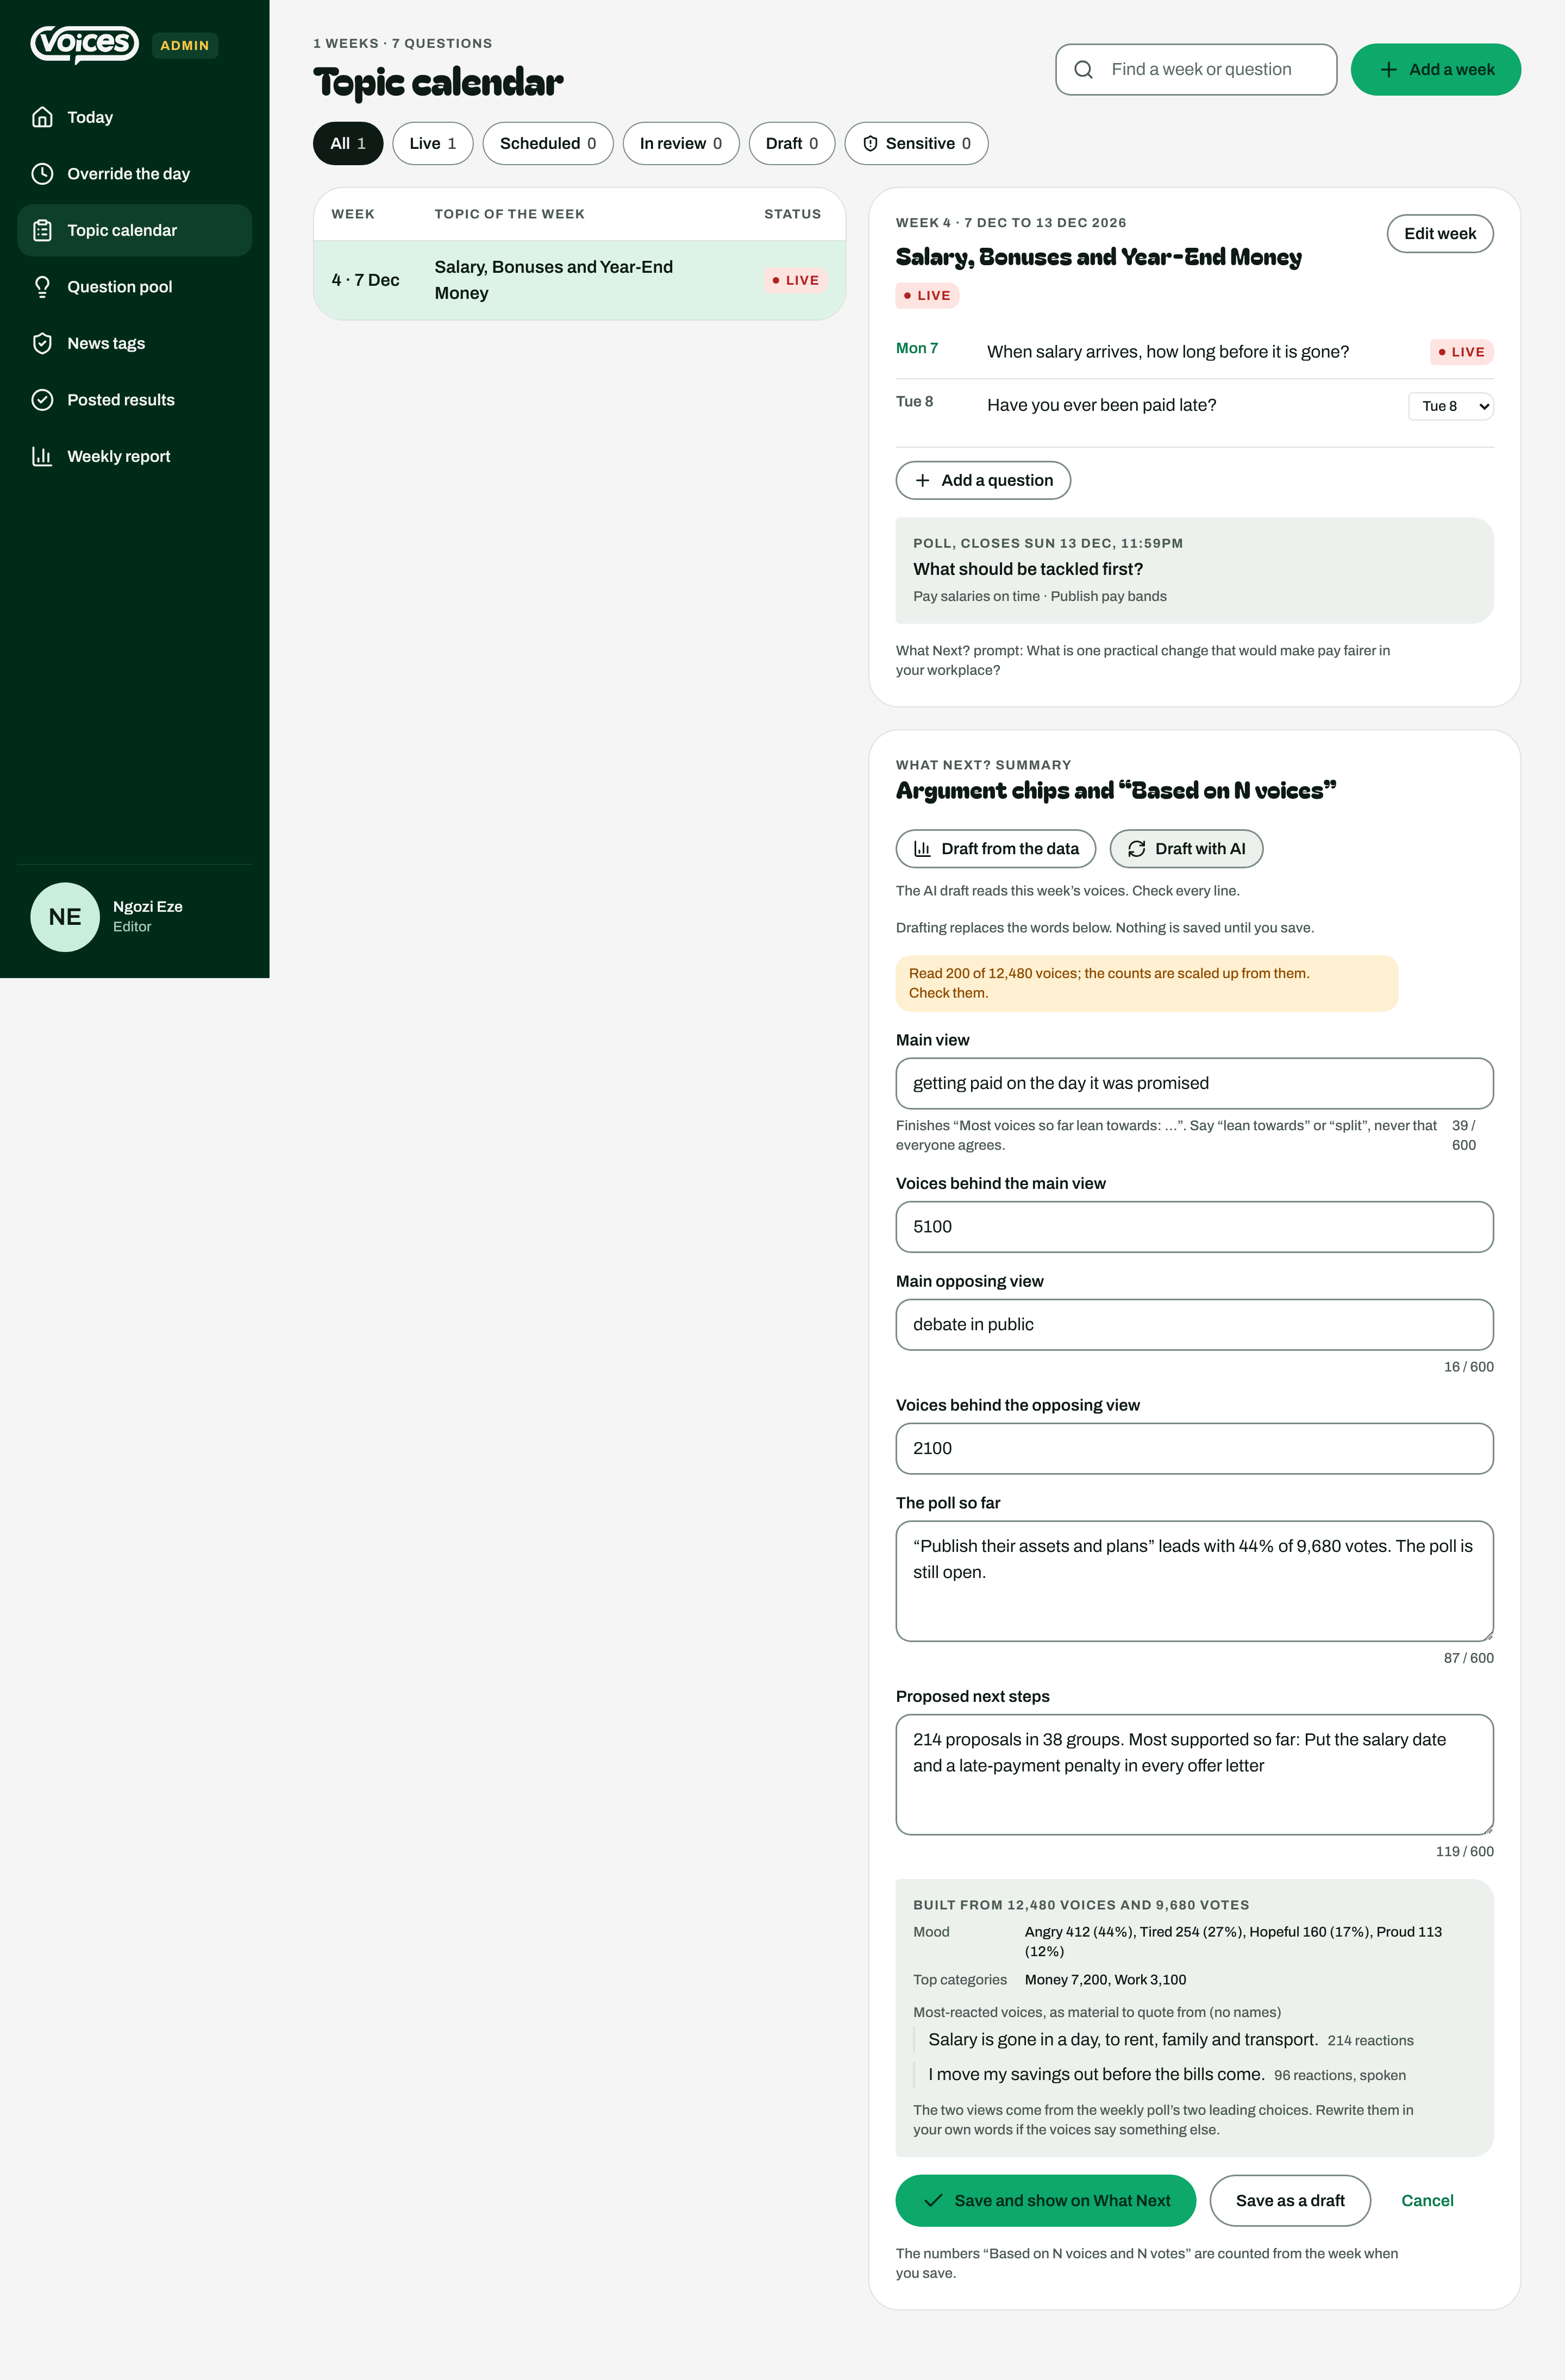 Voices
ADMIN
Today
Override the day
Topic calendar
Question pool
News tags
Posted results
Weekly report
NE
Ngozi Eze
Editor
1 WEEKS · 7 QUESTIONS
Topic calendar
Find a week or question
Add a week
All 1
Live 1
Scheduled 0
In review 0
Draft 0
Sensitive 0
WEEK
TOPIC OF THE WEEK
STATUS
4 · 7 Dec
Salary, Bonuses and Year-End
Money
LIVE
WEEK 4 · 7 DEC TO 13 DEC 2026
Edit week
Salary, Bonuses and Year-End Money
LIVE
Mon 7
When salary arrives, how long before it is gone?
LIVE
Tue 8
Have you ever been paid late?
Tue 8
Add a question
POLL, CLOSES SUN 13 DEC, 11:59PM
What should be tackled first?
Pay salaries on time · Publish pay bands
What Next? prompt: What is one practical change that would make pay fairer in
your workplace?
WHAT NEXT? SUMMARY
Argument chips and “Based on N voices”
Draft from the data
Draft with AI
The AI draft reads this week’s voices. Check every line.
Drafting replaces the words below. Nothing is saved until you save.
Read 200 of 12,480 voices; the counts are scaled up from them.
Check them.
Main view
getting paid on the day it was promised
Finishes “Most voices so far lean towards: …”. Say “lean towards” or “split”, never that
everyone agrees.
39 /
600
Voices behind the main view
5100
Main opposing view
debate in public
16 / 600
Voices behind the opposing view
2100
The poll so far
“Publish their assets and plans” leads with 44% of 9,680 votes. The poll is
still open.
87 / 600
Proposed next steps
214 proposals in 38 groups. Most supported so far: Put the salary date
and a late-payment penalty in every offer letter
119 / 600
BUILT FROM 12,480 VOICES AND 9,680 VOTES
Mood
Angry 412 (44%), Tired 254 (27%), Hopeful 160 (17%), Proud 113
(12%)
Top categories
Money 7,200, Work 3,100
Most-reacted voices, as material to quote from (no names)
Salary is gone in a day, to rent, family and transport. 214 reactions
I move my savings out before the bills come. 96 reactions, spoken
The two views come from the weekly poll’s two leading choices. Rewrite them in
your own words if the voices say something else.
Save and show on What Next
Save as a draft
Cancel
The numbers “Based on N voices and N votes” are counted from the week when
you save.